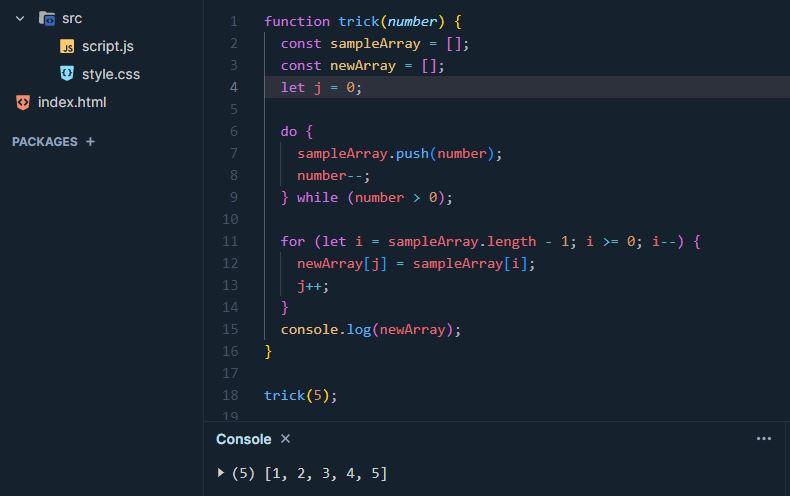 src
script.js
style.css
index.html
PACKAGES +
1 function trick(number) {
2 const sampleArray = [];
3 const newArray = [];
4 let j = 0;
5
6 do {
7 sampleArray.push(number);
8 number--;
9 } while (number > 0);
10
11 for (let i = sampleArray.length - 1; i >= 0; i--) {
12 newArray[j] = sampleArray[i];
13 j++;
14 }
15 console.log(newArray);
16 }
17
18 trick(5);
19
Console ×
(5) [1, 2, 3, 4, 5]